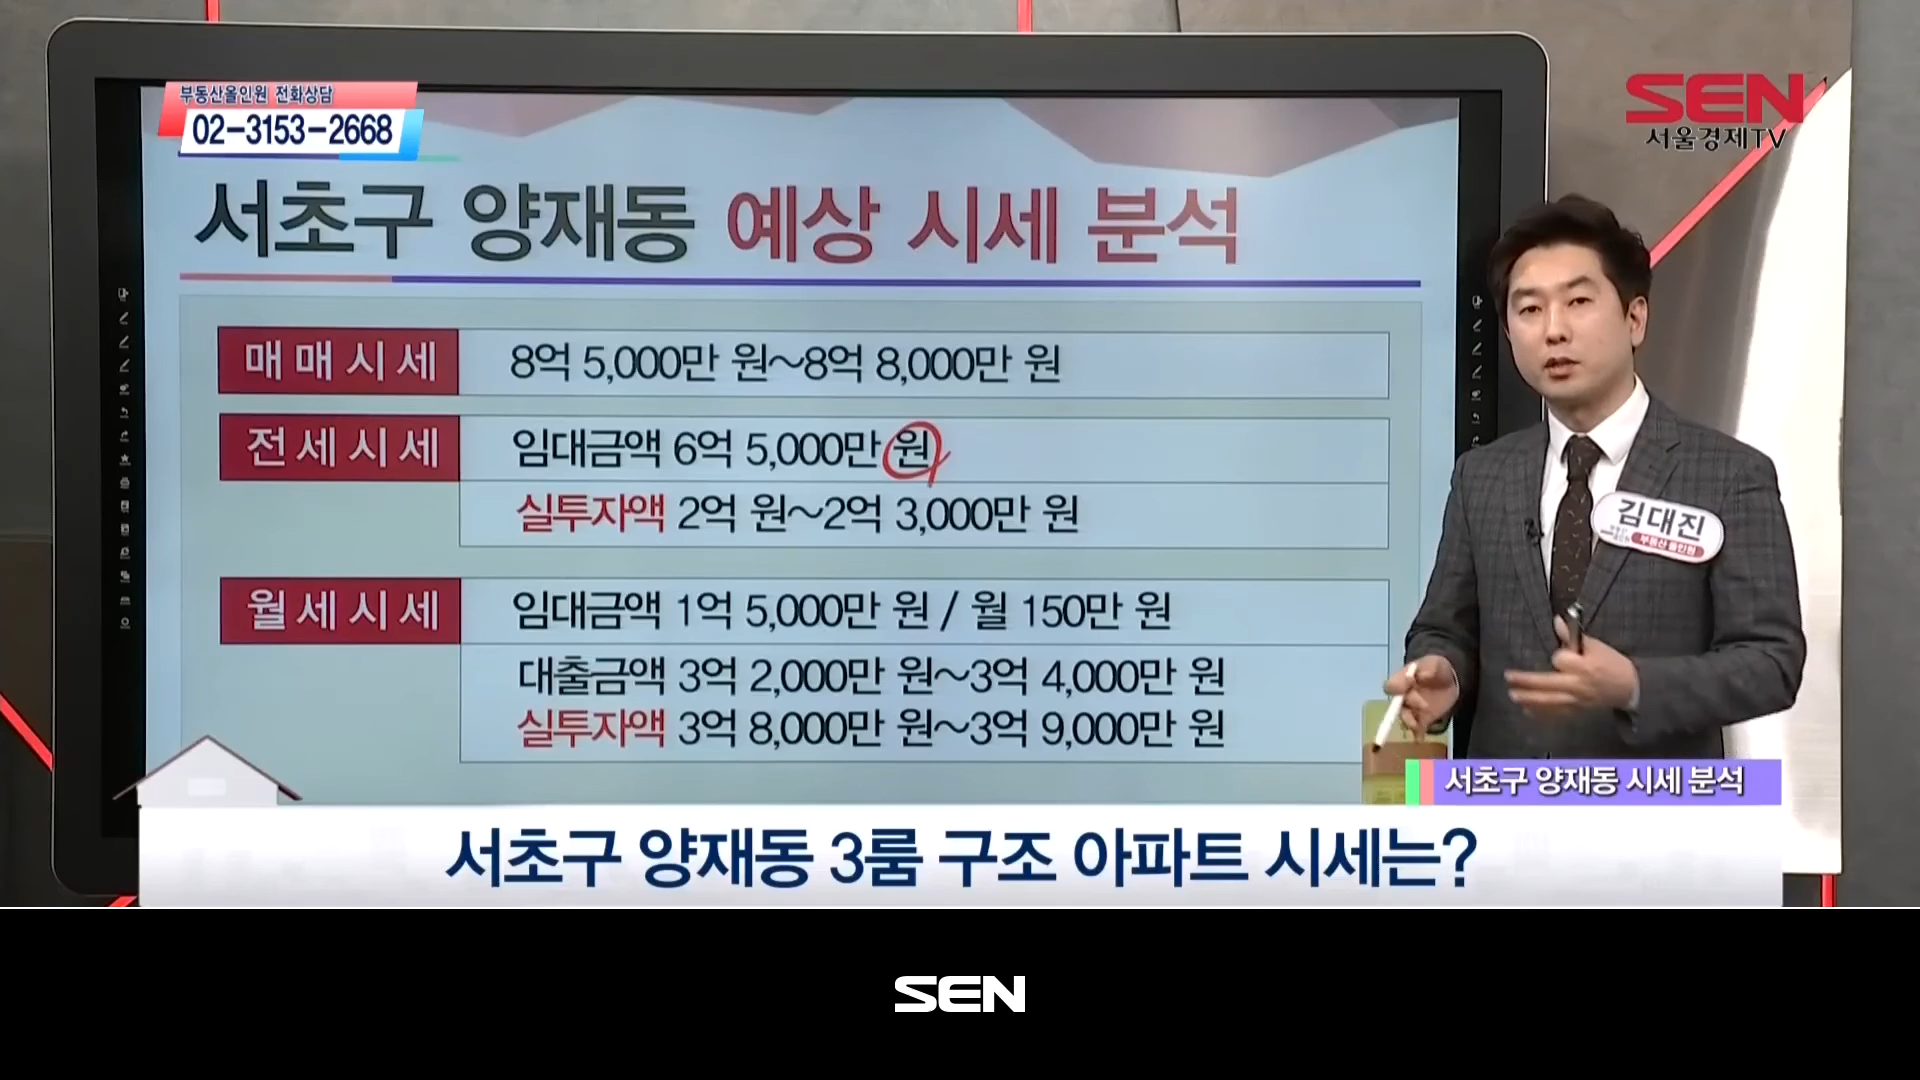 부동산올인원 전화상담
02-3153-2668
SEN
서울경제TV
서초구 양재동 예상 시세 분석
매매시세
8억 5,000만 원~8억 8,000만 원
전세시세
임대금액 6억 5,000만 원
실투자액 2억 원~2억 3,000만 원
월세시세
임대금액 1억 5,000만 원 / 월 150만 원
대출금액 3억 2,000만 원~3억 4,000만 원
실투자액 3억 8,000만 원~3억 9,000만 원
김대진
부동산 올인원
서초구 양재동 시세 분석
서초구 양재동 3룸 구조 아파트 시세는?
SEN